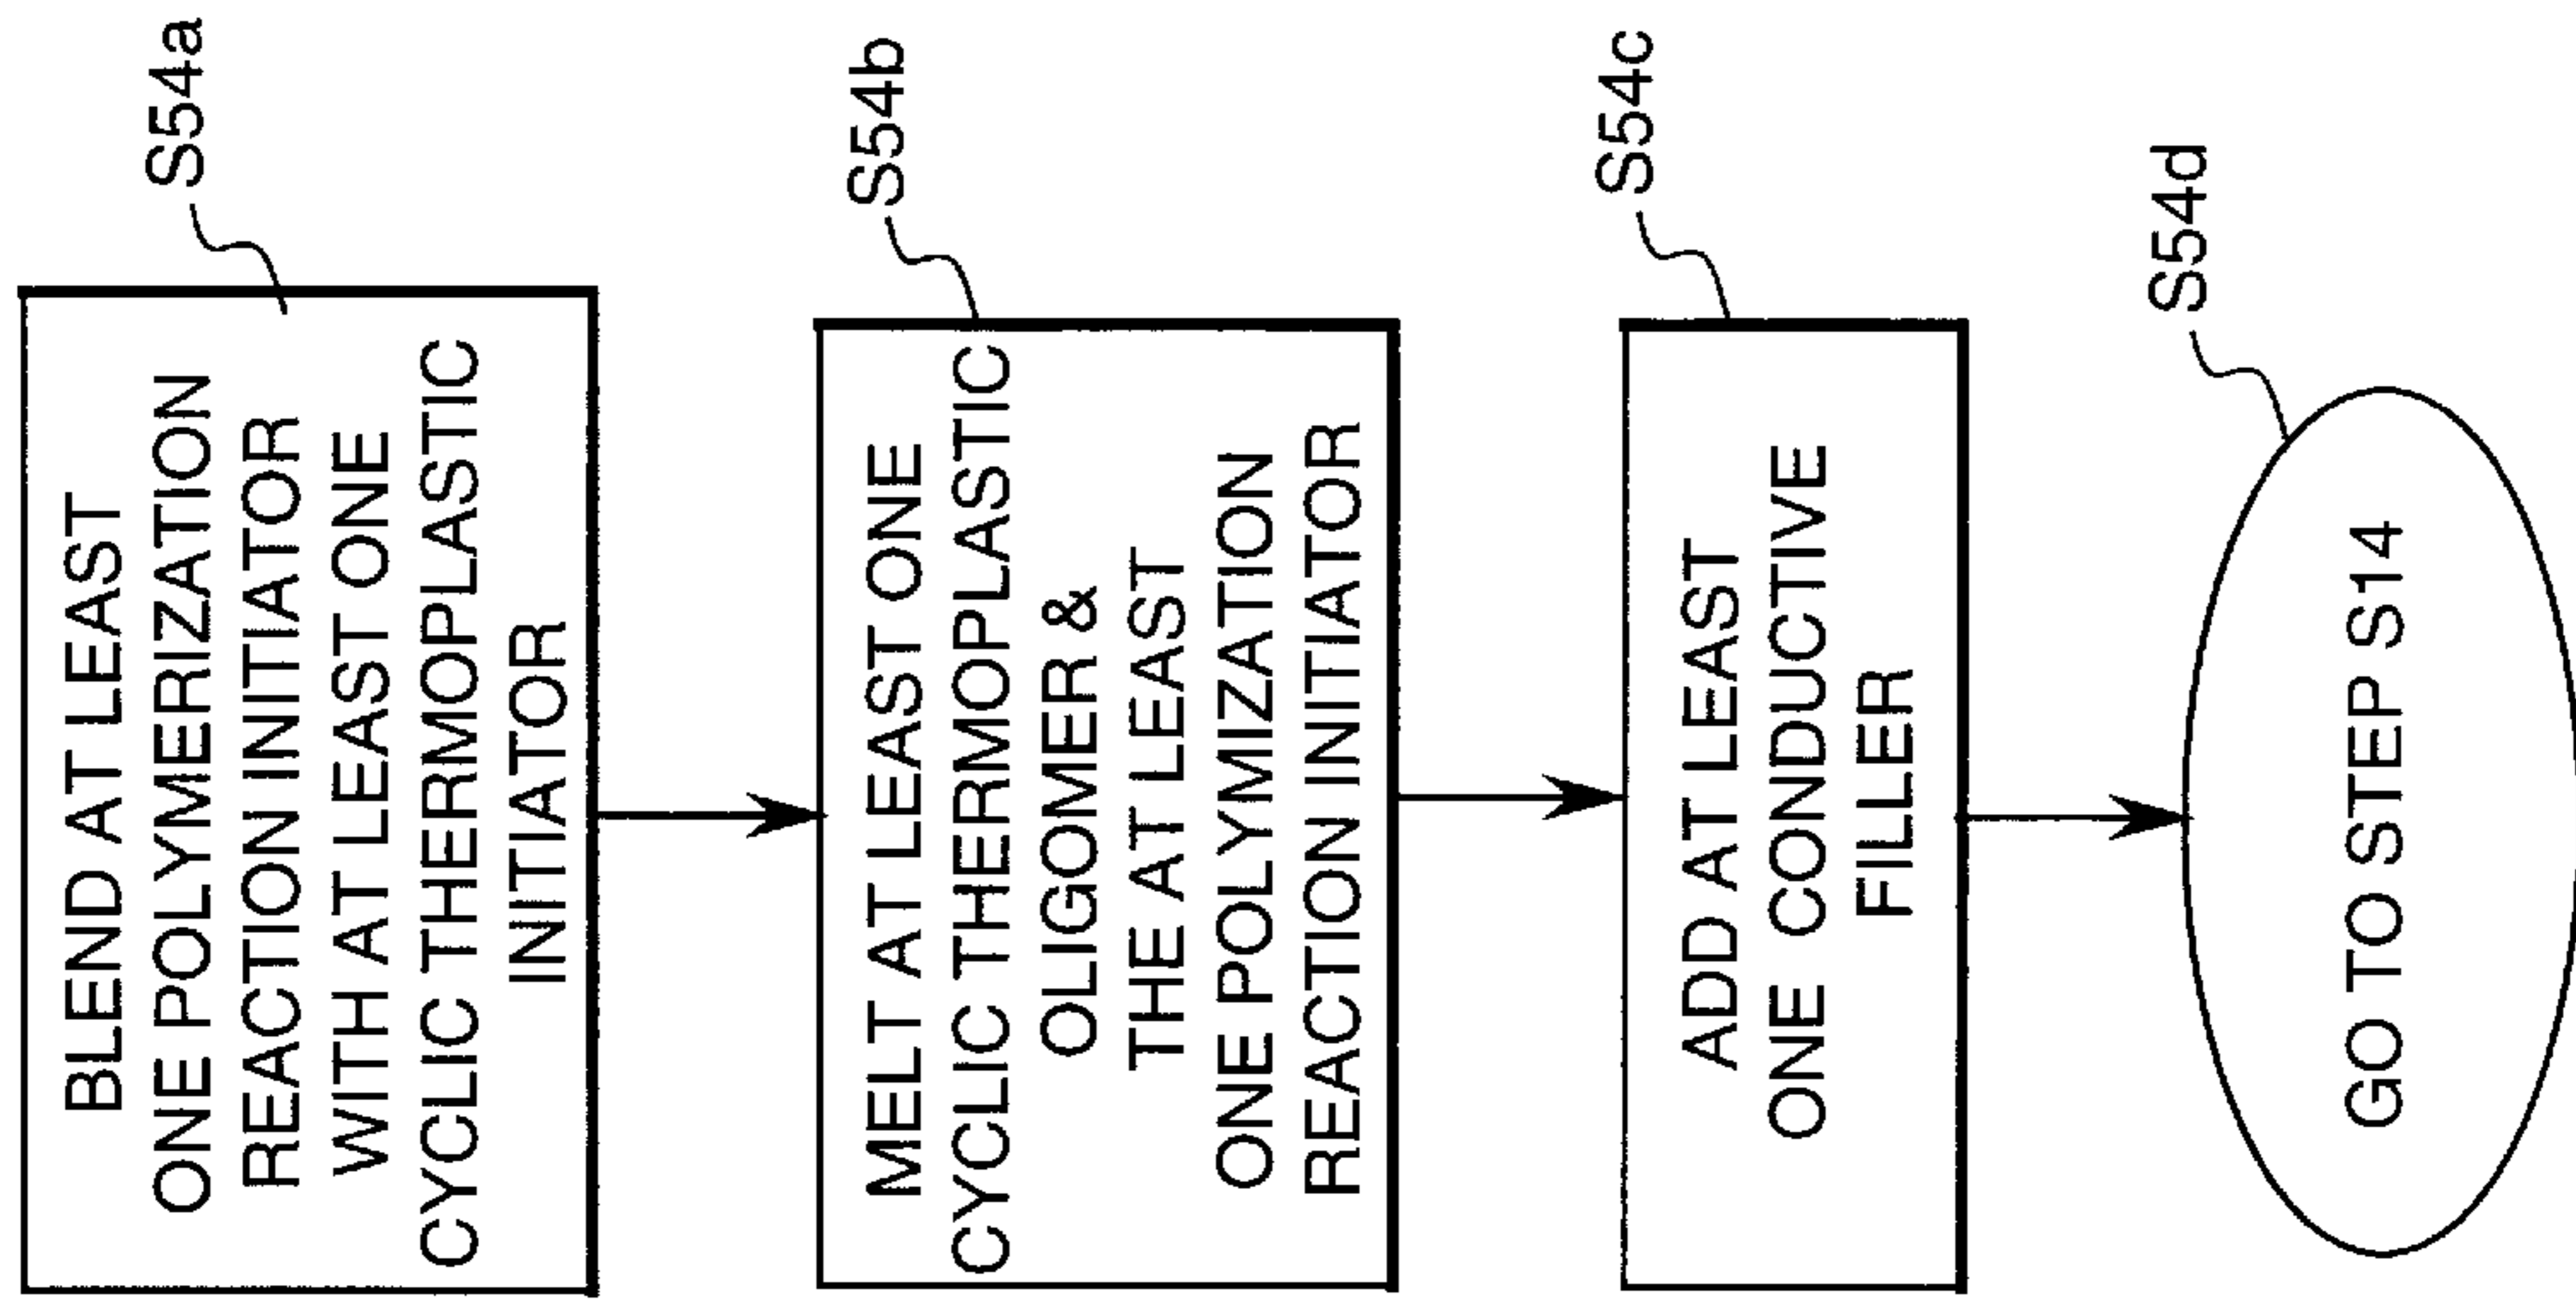 BLEND AT LEAST
ONE POLYMERIZATION
REACTION INITIATOR
WITH AT LEAST ONE
CYCLIC THERMOPLASTIC
INITIATOR
S54a
MELT AT LEAST ONE
CYCLIC THERMOPLASTIC
OLIGOMER &
THE AT LEAST
ONE POLYMIZATION
REACTION INITIATOR
S54b
ADD AT LEAST
ONE CONDUCTIVE
FILLER
S54c
GO TO STEP S14
S54d